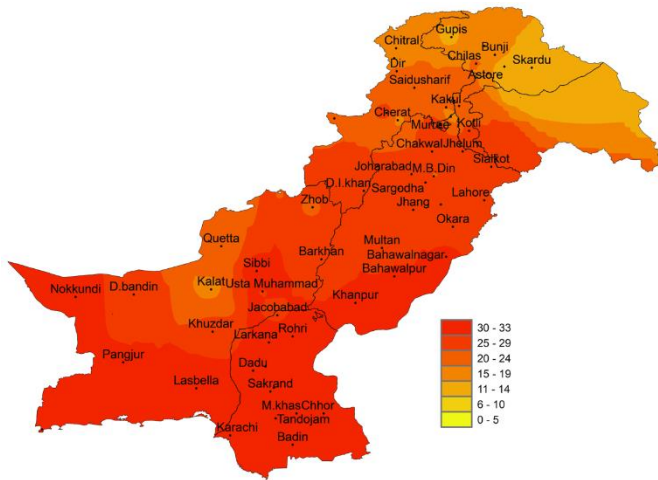 Gupis
Chitral
Bunji
Chilas
Skardu
Dir
Astore
Saidusharif
Kakul
Cherat
Murree
Kotli
Chakwal
Jhelum
Sialkot
Joharabad
M.B.Din
D.I.khan
Sargodha
Zhob
Jhang
Lahore
Okara
Quetta
Multan
Barkhan
Bahawalnagar
Sibbi
Bahawalpur
Kalat
Usta Muhammad
Nokkundi
D.bandin
Khanpur
Jacobabad
Khuzdar
Larkana
Rohri
Pangjur
Dadu
Lasbella
Sakrand
M.khas
Chhor
Tandojam
Karachi
Badin
30 - 33
25 - 29
20 - 24
15 - 19
11 - 14
6 - 10
0 - 5